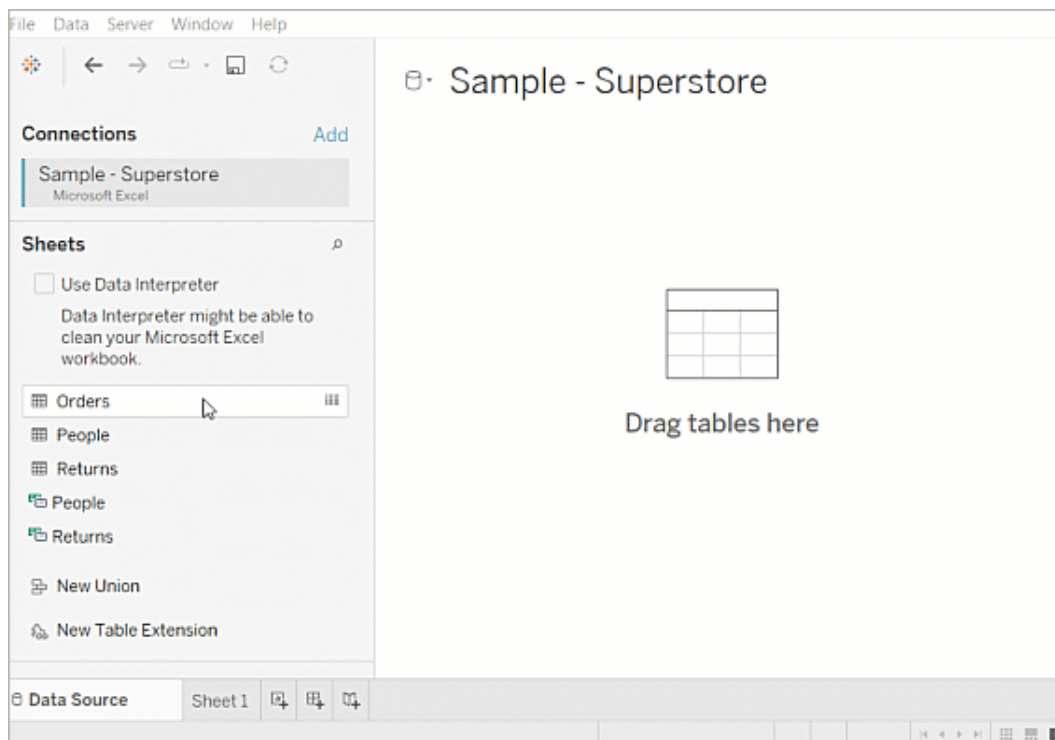 File Data Server Window Help
Sample - Superstore
Connections Add
Sample - Superstore
Microsoft Excel
Sheets
Use Data Interpreter
Data Interpreter might be able to
clean your Microsoft Excel
workbook.
Orders
People
Returns
People
Returns
New Union
New Table Extension
Drag tables here
Data Source Sheet 1